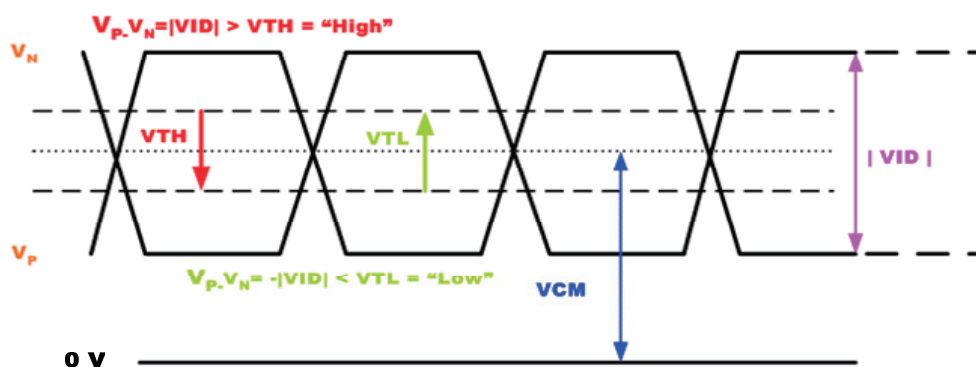 VP-VN=|VID| > VTH = “High”
VN
VTH
VTL
| VID |
VP
VP-VN= -|VID| < VTL = “Low”
VCM
0 V